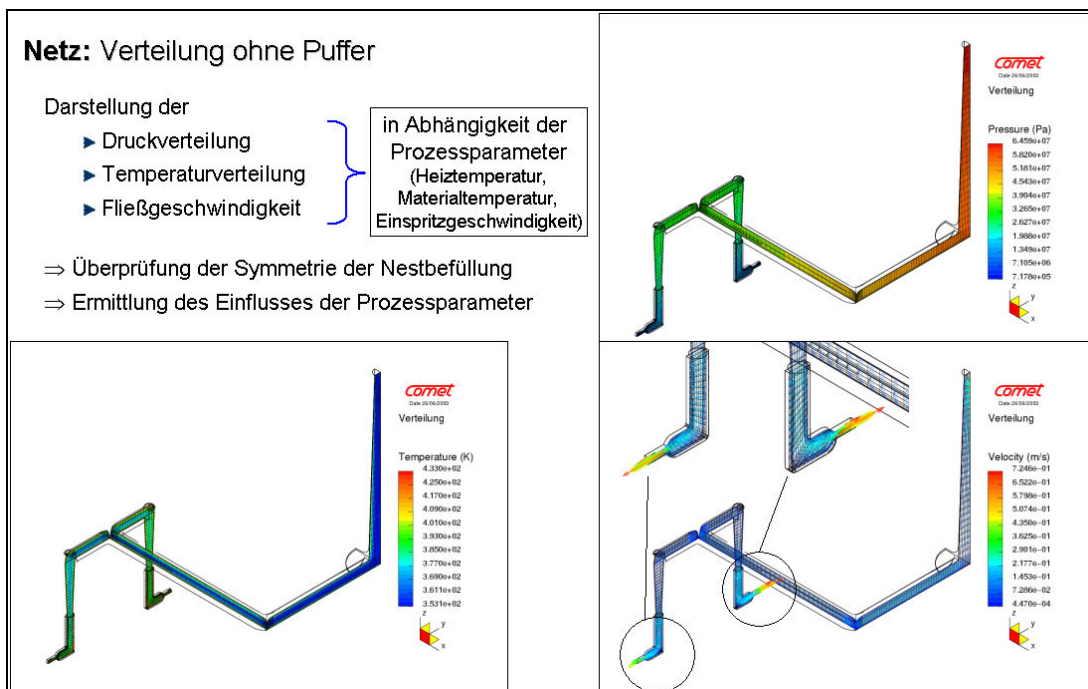 Netz: Verteilung ohne Puffer
Darstellung der
Druckverteilung
Temperaturverteilung
Fließgeschwindigkeit
in Abhängigkeit der
Prozessparameter
(Heiztemperatur,
Materialtemperatur,
Einspritzgeschwindigkeit)
⇒ Überprüfung der Symmetrie der Nestbefüllung
⇒ Ermittlung des Einflusses der Prozessparameter
comet
Verteilung
Pressure (Pa)
6.459e+07
5.820e+07
5.181e+07
4.543e+07
3.904e+07
3.265e+07
2.627e+07
1.988e+07
1.349e+07
7.105e+06
7.178e+05
z
y
x
comet
Verteilung
Temperature (K)
4.330e+02
4.250e+02
4.170e+02
4.090e+02
4.010e+02
3.930e+02
3.850e+02
3.770e+02
3.690e+02
3.611e+02
3.531e+02
z
y
x
comet
Verteilung
Velocity (m/s)
7.246e-01
6.522e-01
5.798e-01
5.074e-01
4.350e-01
3.625e-01
2.901e-01
2.177e-01
1.453e-01
7.286e-02
4.470e-04
z
y
x